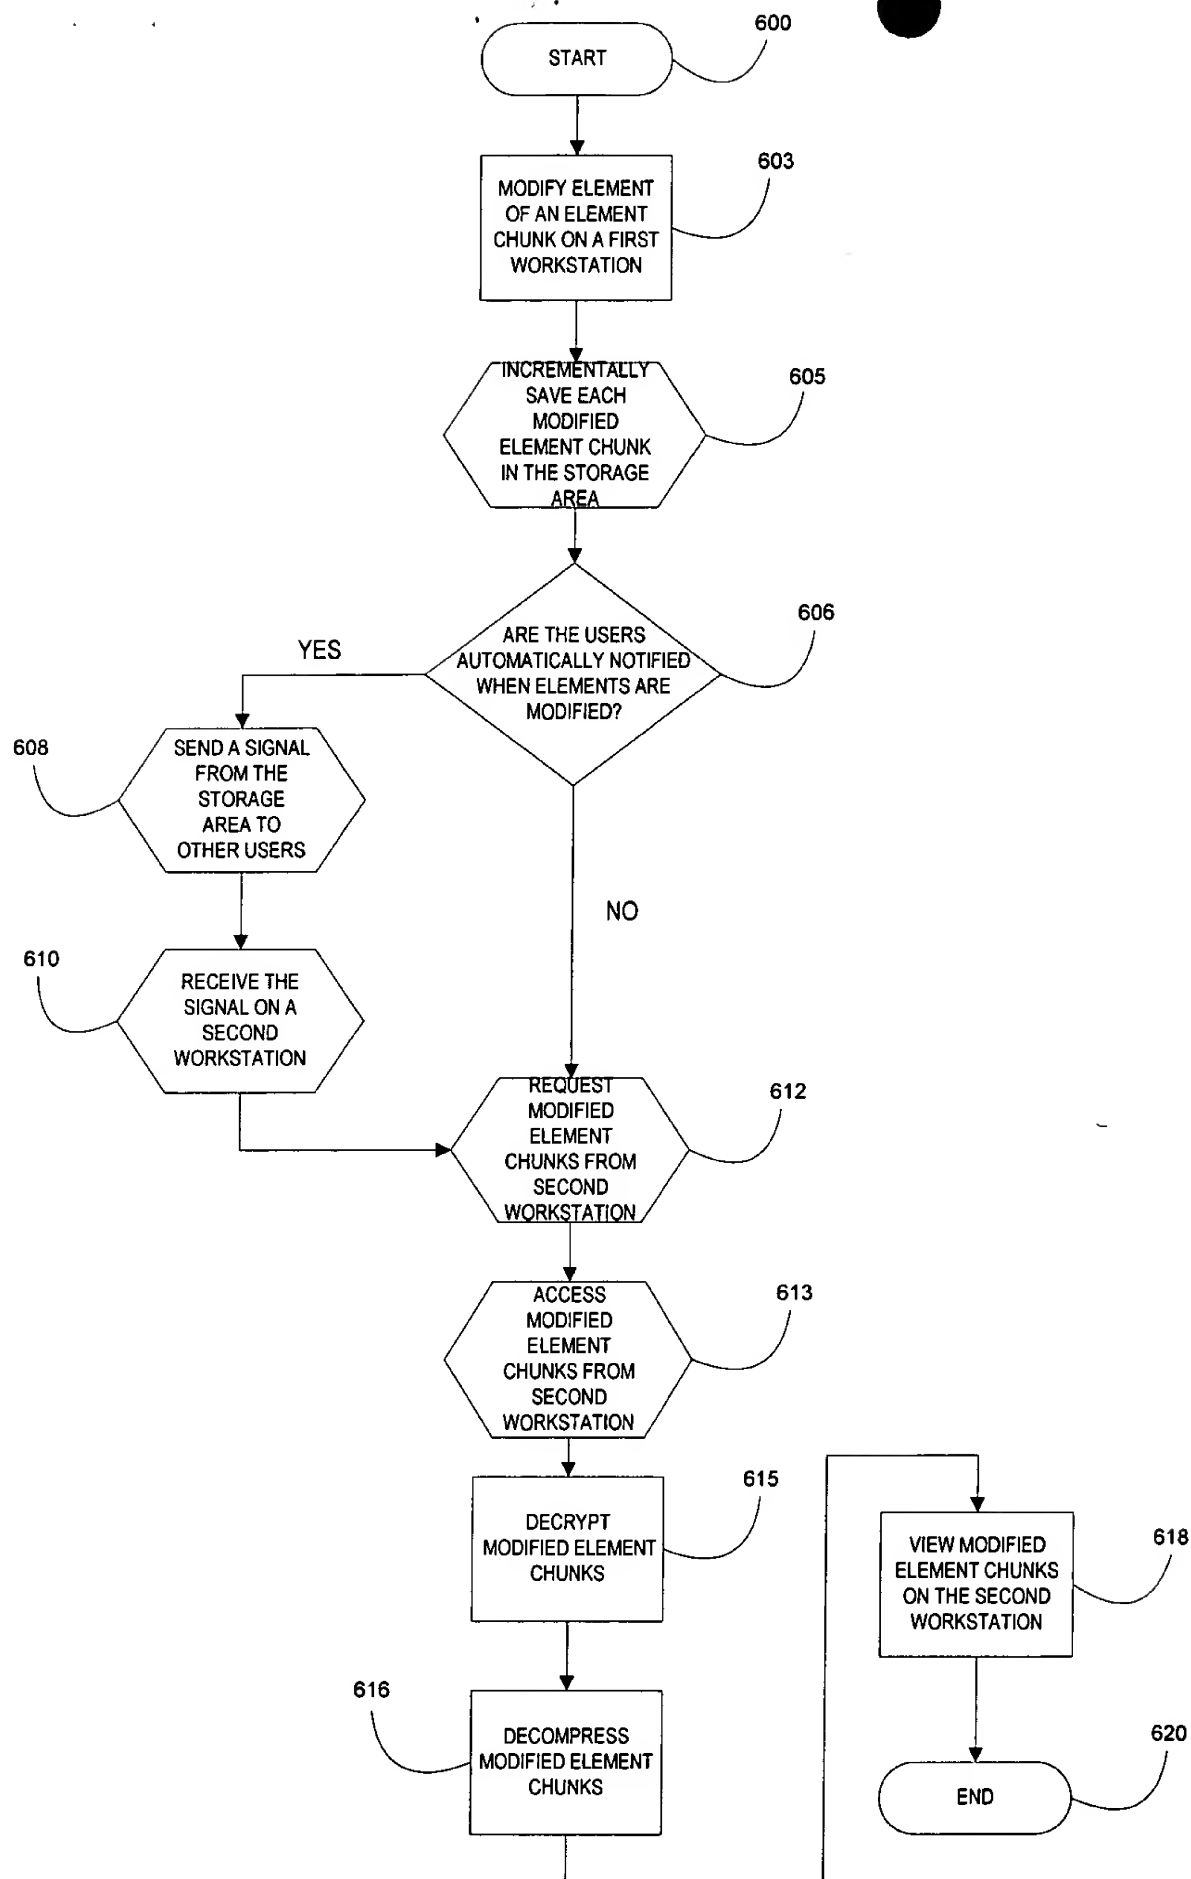 600
START
603
MODIFY ELEMENT
OF AN ELEMENT
CHUNK ON A FIRST
WORKSTATION
605
INCREMENTALLY
SAVE EACH
MODIFIED
ELEMENT CHUNK
IN THE STORAGE
AREA
606
ARE THE USERS
AUTOMATICALLY NOTIFIED
WHEN ELEMENTS ARE
MODIFIED?
YES
608
SEND A SIGNAL
FROM THE
STORAGE
AREA TO
OTHER USERS
NO
610
RECEIVE THE
SIGNAL ON A
SECOND
WORKSTATION
612
REQUEST
MODIFIED
ELEMENT
CHUNKS FROM
SECOND
WORKSTATION
613
ACCESS
MODIFIED
ELEMENT
CHUNKS FROM
SECOND
WORKSTATION
615
DECRYPT
MODIFIED ELEMENT
CHUNKS
616
DECOMPRESS
MODIFIED ELEMENT
CHUNKS
618
VIEW MODIFIED
ELEMENT CHUNKS
ON THE SECOND
WORKSTATION
620
END